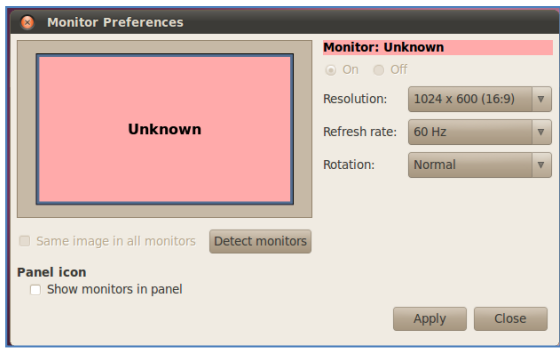 Monitor Preferences
Monitor: Unknown
On Off
Resolution: 1024 x 600 (16:9)
Refresh rate: 60 Hz
Rotation: Normal
Unknown
Same image in all monitors Detect monitors
Panel icon
Show monitors in panel
Apply Close